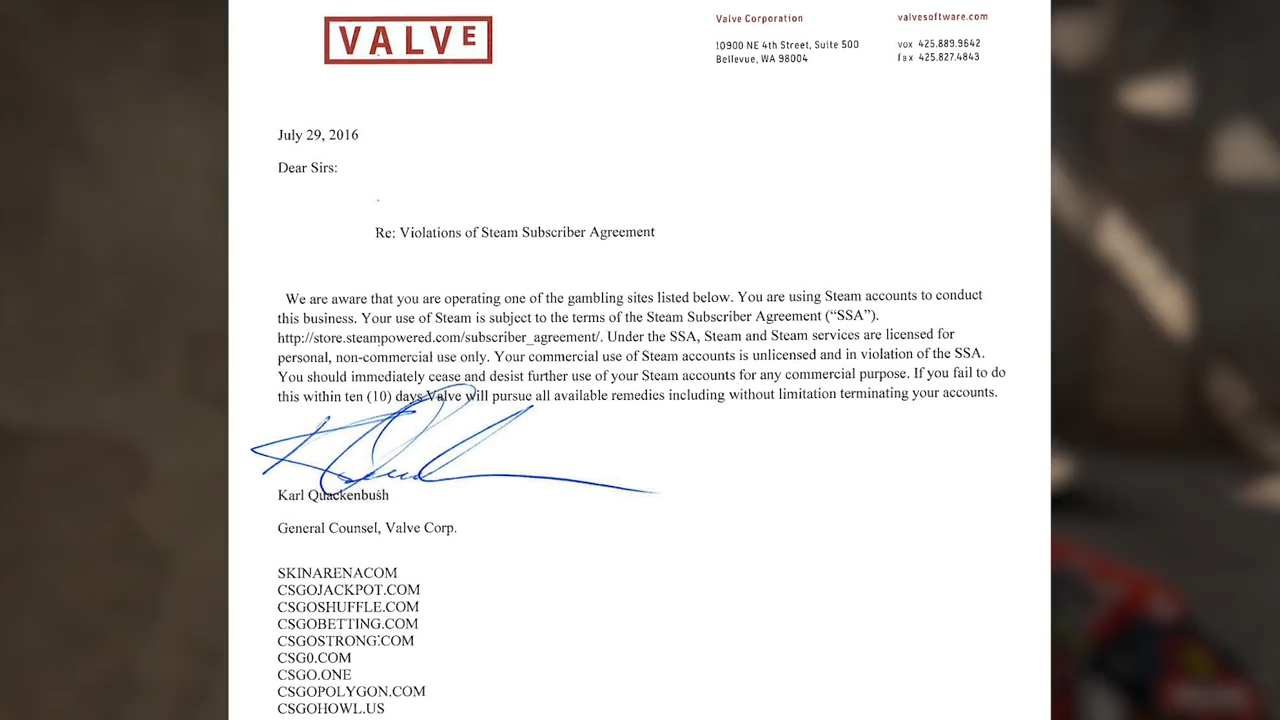 VALVE
Valve Corporation
10900 NE 4th Street, Suite 500
Bellevue, WA 98004
valvesoftware.com
vox 425.889.9642
fax 425.827.4843
July 29, 2016
Dear Sirs:
Re: Violations of Steam Subscriber Agreement
We are aware that you are operating one of the gambling sites listed below. You are using Steam accounts to conduct
this business. Your use of Steam is subject to the terms of the Steam Subscriber Agreement (“SSA”).
http://store.steampowered.com/subscriber_agreement/. Under the SSA, Steam and Steam services are licensed for
personal, non-commercial use only. Your commercial use of Steam accounts is unlicensed and in violation of the SSA.
You should immediately cease and desist further use of your Steam accounts for any commercial purpose. If you fail to do
this within ten (10) days Valve will pursue all available remedies including without limitation terminating your accounts.
Karl Quackenbush
General Counsel, Valve Corp.
SKINARENACOM
CSGOJACKPOT.COM
CSGOSHUFFLE.COM
CSGOBETTING.COM
CSGOSTRONG.COM
CSG0.COM
CSGO.ONE
CSGOPOLYGON.COM
CSGOHOWL.US